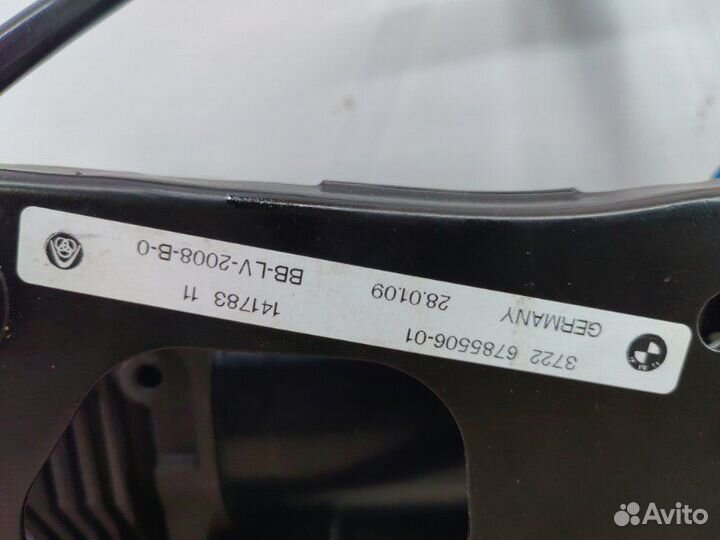 3722 6785506-01
GERMANY 28.01.09
141783 11
BB-LV-2008-B-0
Avito